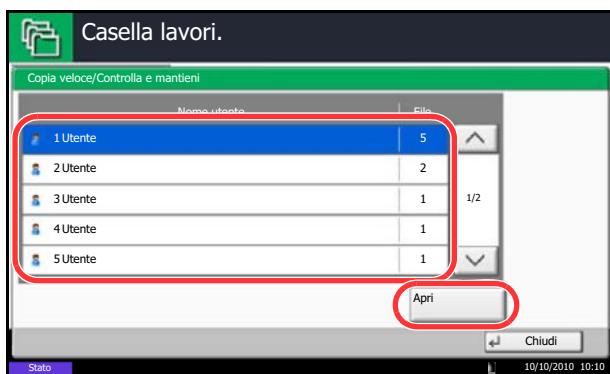 Casella lavori.
Copia veloce/Controlla e mantieni
Nome utente File
1 Utente 5
2 Utente 2
3 Utente 1
4 Utente 1
5 Utente 1
1/2
Apri
Chiudi
Stato 10/10/2010 10:10